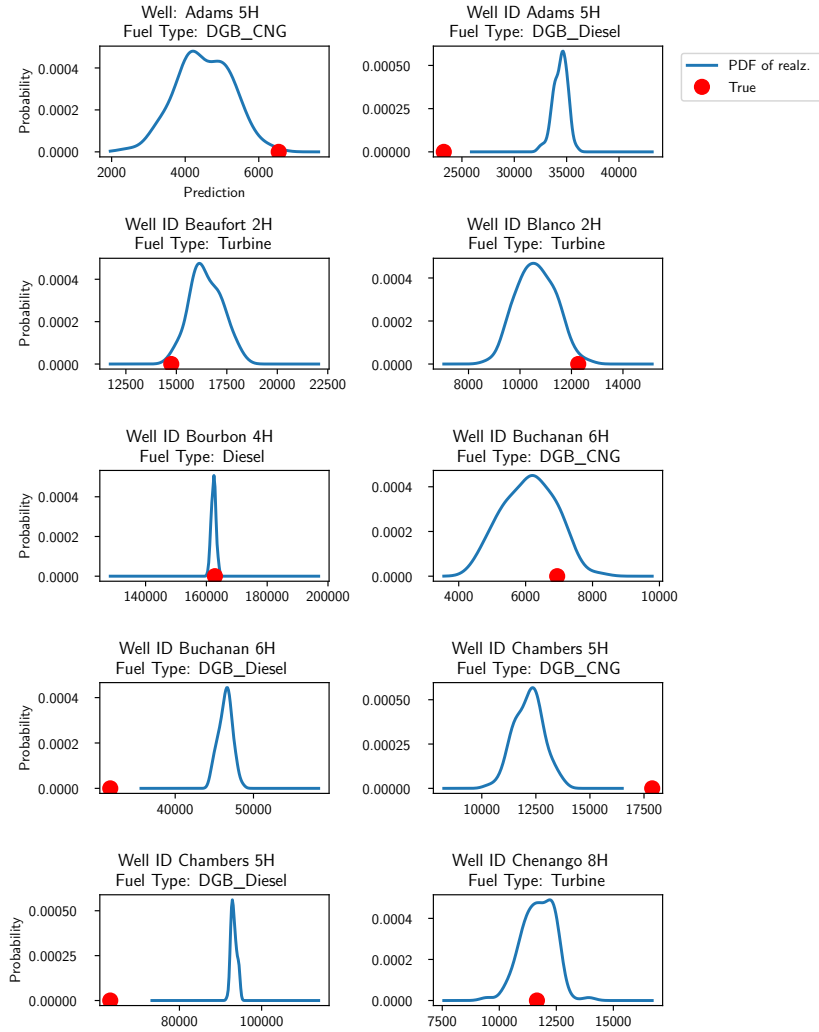 Well: Adams 5H
Fuel Type: DGB_CNG
0.0004
0.0002
0.0000
Probability
2000 4000 6000
Prediction
Well ID Adams 5H
Fuel Type: DGB_Diesel
0.00050
0.00025
0.00000
25000 30000 35000 40000
PDF of realz.
True
Well ID Beaufort 2H
Fuel Type: Turbine
0.0004
0.0002
0.0000
Probability
12500 15000 17500 20000 22500
Well ID Blanco 2H
Fuel Type: Turbine
0.0004
0.0002
0.0000
8000 10000 12000 14000
Well ID Bourbon 4H
Fuel Type: Diesel
0.0004
0.0002
0.0000
Probability
140000 160000 180000 200000
Well ID Buchanan 6H
Fuel Type: DGB_CNG
0.0004
0.0002
0.0000
4000 6000 8000 10000
Well ID Buchanan 6H
Fuel Type: DGB_Diesel
0.0004
0.0002
0.0000
Probability
40000 50000
Well ID Chambers 5H
Fuel Type: DGB_CNG
0.00050
0.00025
0.00000
10000 12500 15000 17500
Well ID Chambers 5H
Fuel Type: DGB_Diesel
0.00050
0.00025
0.00000
Probability
80000 100000
Well ID Chenango 8H
Fuel Type: Turbine
0.0004
0.0002
0.0000
7500 10000 12500 15000